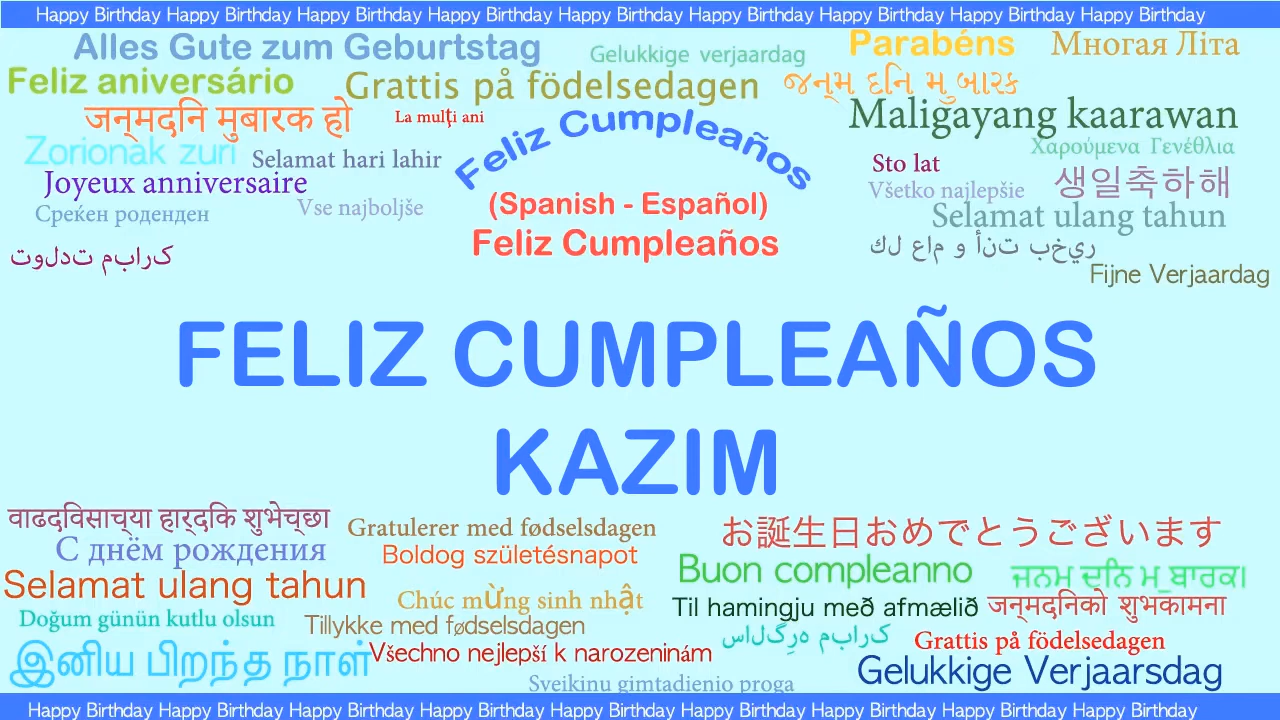 Happy Birthday Happy Birthday Happy Birthday Happy Birthday Happy Birthday Happy Birthday Happy Birthday Happy Birthday Happy Birthday
Alles Gute zum Geburtstag
Gelukkige verjaardag
Parabéns
Многая Літа
Feliz aniversário
Grattis på födelsedagen
જન્મ દિન મુબારક
जन्मदिन मुबारक हो
La mulţi ani
Feliz Cumpleaños
Maligayang kaarawan
Zorionak zuri
Selamat hari lahir
Sto lat
Χαρούμενα Γενέθλια
Joyeux anniversaire
Všetko najlepšie
생일축하해
Среќен роденден
Vse najboljše
(Spanish - Español)
Selamat ulang tahun
Feliz Cumpleaños
تولدت مبارک
كل عام و أنت بخير
Fijne Verjaardag
FELIZ CUMPLEAÑOS
KAZIM
वाढदिवसाच्या हार्दिक शुभेच्छा
Gratulerer med fødselsdagen
お誕生日おめでとうございます
С днём рождения
Boldog születésnapot
Buon compleanno
ਜਨਮ ਦਿਨ ਮੁਬਾਰਕ।
Selamat ulang tahun
Chúc mừng sinh nhật
Til hamingju með afmælið
जन्मदिनको शुभकामना
Doğum günün kutlu olsun
Tillykke med fødselsdagen
سالگرہ مبارک
Grattis på födelsedagen
இனிய பிறந்த நாள்
Všechno nejlepší k narozeninám
Gelukkige Verjaarsdag
Sveikinu gimtadienio proga
Happy Birthday Happy Birthday Happy Birthday Happy Birthday Happy Birthday Happy Birthday Happy Birthday Happy Birthday Happy Birthday